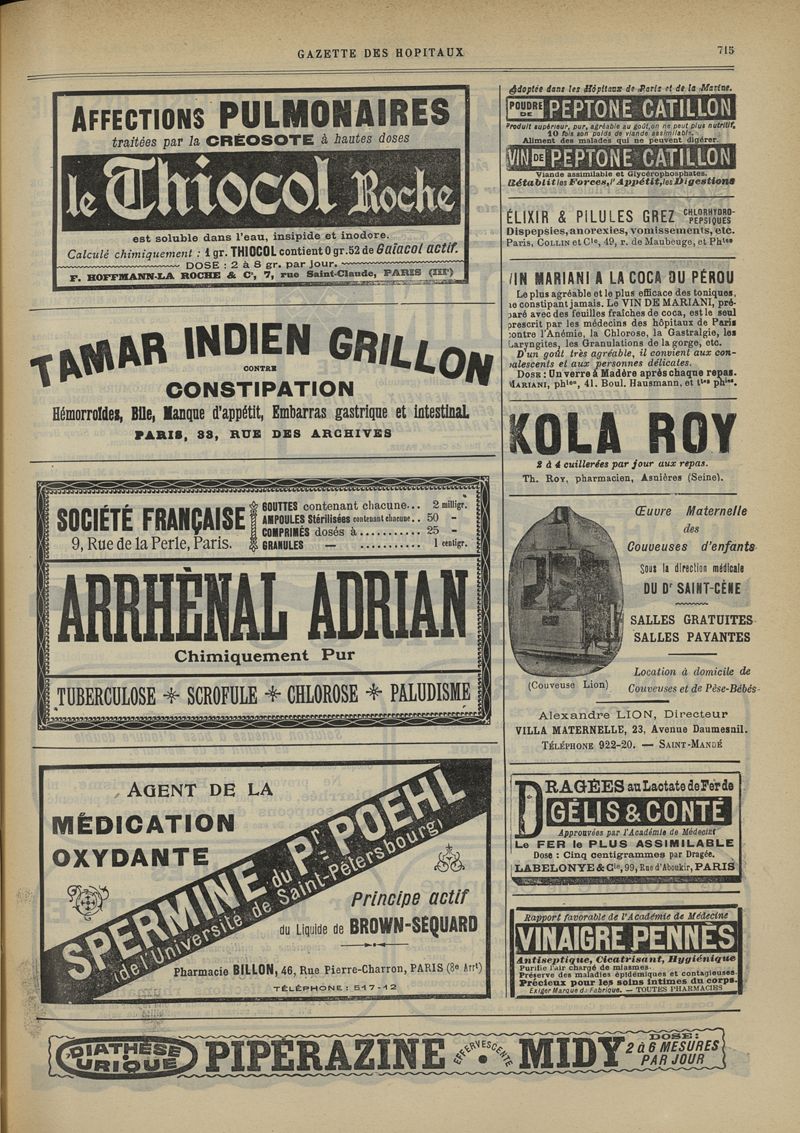 GAZETTE DES HOPITAUX
715
AFFECTIONS PULMONAIRES
traitées par la CRÉOSOTE à hautes doses
le Thiocol Roche
est soluble dans l'eau, insipide et inodore.
Calculé chimiquement : 1 gr. THIOCOL contient 0 gr. 52 de Gaïacol actif.
DOSE : 2 à 8 gr. par jour.
F. HOFFMANN-LA ROCHE & Cᵉ, 7, rue Saint-Claude, PARIS (IIIᵉ)
TAMAR INDIEN GRILLON
CONTRE
CONSTIPATION
Hémorroïdes, Bile, Manque d'appétit, Embarras gastrique et intestinal.
PARIS, 33, RUE DES ARCHIVES
SOCIÉTÉ FRANÇAISE
9, Rue de la Perle, Paris.
GOUTTES contenant chacune... 2 milligr.
AMPOULES Stérilisées contenant chacune.. 50 –
COMPRIMÉS dosés à ........... 25 –
GRANULES — ........... 1 centigr.
ARRHÈNAL ADRIAN
Chimiquement Pur
TUBERCULOSE * SCROFULE * CHLOROSE * PALUDISME
AGENT DE LA
MÉDICATION
OXYDANTE
SPERMINE du Pʳ POEHL
(de l'Université de Saint-Pétersbourg)
Principe actif
du Liquide de BROWN-SÉQUARD
Pharmacie BILLON, 46, Rue Pierre-Charron, PARIS (8ᵉ Arrᵗ)
TÉLÉPHONE : 517-12
Adoptée dans les Hôpitaux de Paris et de la Marine.
POUDRE DE PEPTONE CATILLON
Produit supérieur, pur, agréable au goût, on ne peut plus nutritif,
10 fois son poids de viande assimilable.
Aliment des malades qui ne peuvent digérer.
VIN DE PEPTONE CATILLON
Viande assimilable et Glycérophosphates.
Rétablit les Forces, l'Appétit, les Digestions
ÉLIXIR & PILULES GREZ CHLORHYDRO-PEPSIQUES
Dispepsies, anorexies, vomissements, etc.
Paris, COLLIN et Cⁱᵉ, 49, r. de Maubeuge, et Phⁱᵉˢ
VIN MARIANI A LA COCA DU PÉROU
Le plus agréable et le plus efficace des toniques,
ne constipant jamais. Le VIN DE MARIANI, pré-
paré avec des feuilles fraîches de coca, est le seul
prescrit par les médecins des hôpitaux de Paris
contre l'Anémie, la Chlorose, la Gastralgie, les
Laryngites, les Granulations de la gorge, etc.
D'un goût très agréable, il convient aux con-
valescents et aux personnes délicates.
DOSE : Un verre à Madère après chaque repas.
MARIANI, phⁱᵉⁿ, 41. Boul. Hausmann, et tᵗᵉˢ phⁱᵉˢ.
KOLA ROY
2 à 4 cuillerées par jour aux repas.
Th. ROY, pharmacien, Asnières (Seine).
Œuvre Maternelle
des
Couveuses d'enfants
Sous la direction médicale
DU Dʳ SAINT-CÈNE
SALLES GRATUITES
SALLES PAYANTES
(Couveuse Lion)
Location à domicile de
Couveuses et de Pèse-Bébés
Alexandre LION, Directeur
VILLA MATERNELLE, 23, Avenue Daumesnil.
TÉLÉPHONE 922-20. — SAINT-MANDÉ
DRAGÉES au Lactate de Fer de
GÉLIS & CONTÉ
Approuvées par l'Académie de Médecine
Le FER le PLUS ASSIMILABLE
Dose : Cinq centigrammes par Dragée.
LABELONYE & Cⁱᵉ, 99, Rue d'Aboukir, PARIS
Rapport favorable de l'Académie de Médecine
VINAIGRE PENNÈS
Antiseptique, Cicatrisant, Hygiénique
Purifie l'air chargé de miasmes.
Préserve des maladies épidémiques et contagieuses.
Précieux pour les soins intimes du corps.
Exiger Marque de Fabrique. — TOUTES PHARMACIES
DIATHÈSE
URIQUE
PIPÉRAZINE EFFERVESCENTE MIDY
DOSE:
2 à 6 MESURES
PAR JOUR